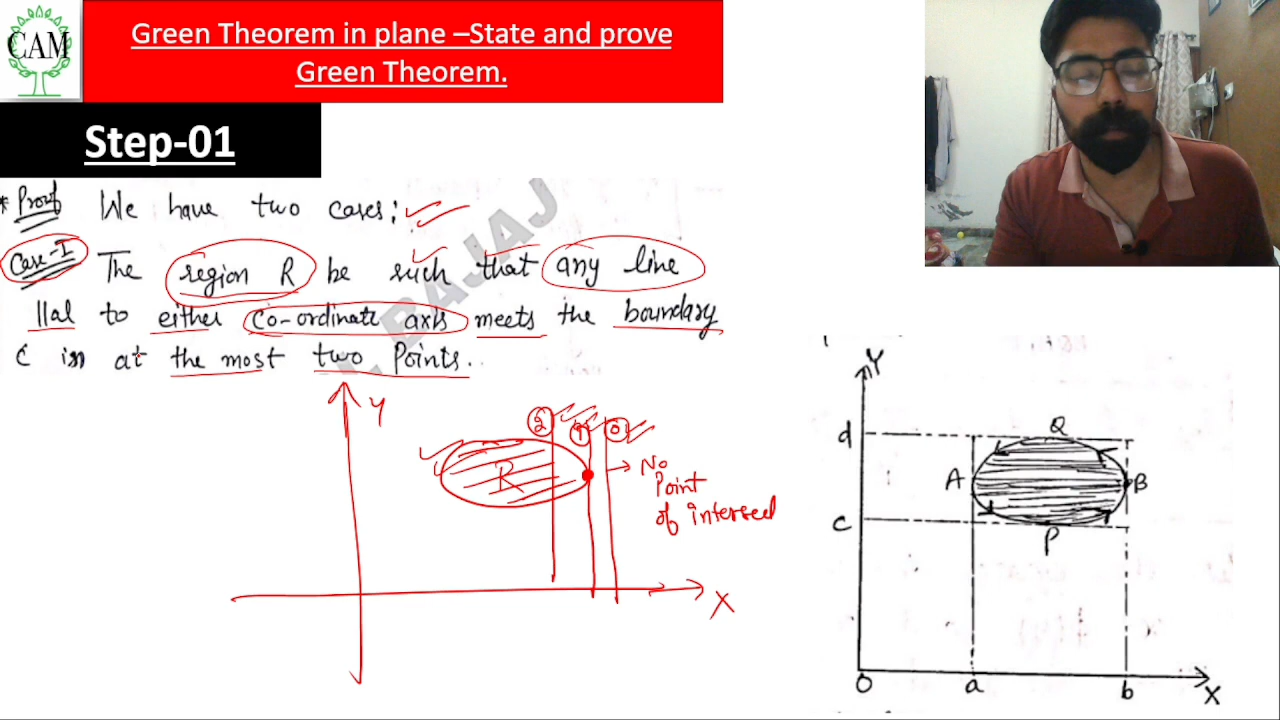 CAM
Green Theorem in plane –State and prove
Green Theorem.
Step-01
* Proof We have two cases:
Case-I The region R be such that any line
llal to either co-ordinate axis meets the boundary
C in at the most two Points.
BAJAJ
Y
2 1 0
R
No
Point
of intersect
X
Y
d
Q
A
B
c
P
O
a
b
X